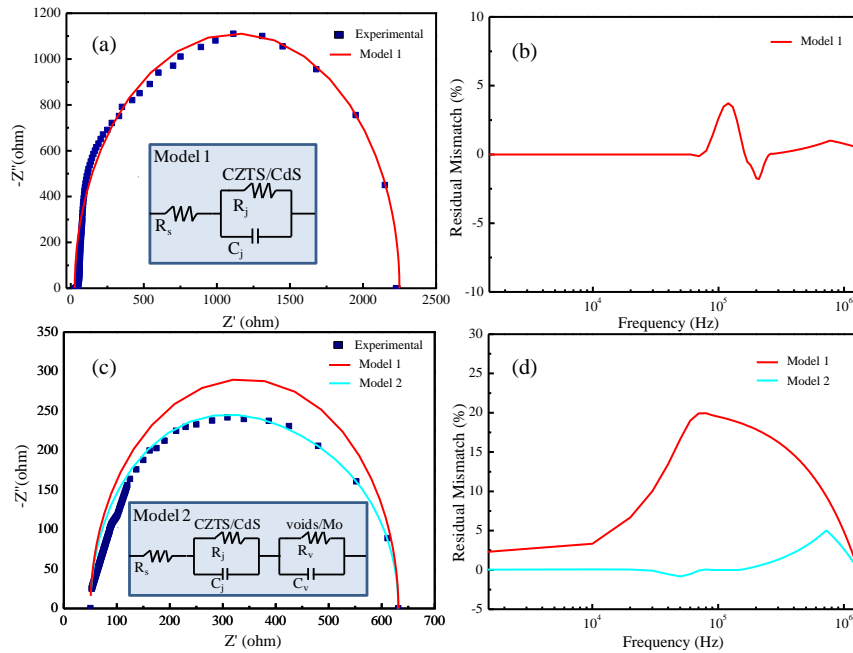 (a)
Experimental
Model 1
-Z''(ohm)
1200
1000
800
600
400
200
0
Model 1
CZTS/CdS
R_s
R_j
C_j
0 500 1000 1500 2000 2500
Z' (ohm)
(b)
Model 1
Residual Mismatch (%)
10
5
0
-5
-10
10^4 10^5 10^6
Frequency (Hz)
(c)
Experimental
Model 1
Model 2
-Z''(ohm)
350
300
250
200
150
100
50
0
Model 2
CZTS/CdS voids/Mo
R_s R_j R_v
C_j C_v
0 100 200 300 400 500 600 700
Z' (ohm)
(d)
Model 1
Model 2
Residual Mismatch (%)
30
25
20
15
10
5
0
-5
10^4 10^5 10^6
Frequency (Hz)